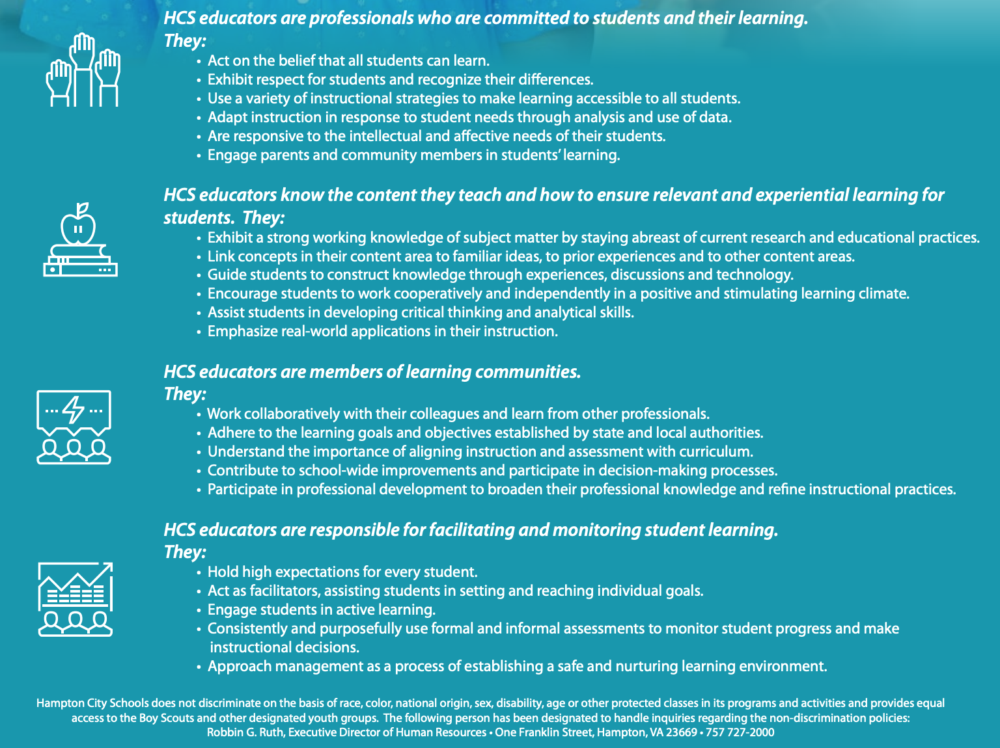 HCS educators are professionals who are committed to students and their learning.
They:
• Act on the belief that all students can learn.
• Exhibit respect for students and recognize their differences.
• Use a variety of instructional strategies to make learning accessible to all students.
• Adapt instruction in response to student needs through analysis and use of data.
• Are responsive to the intellectual and affective needs of their students.
• Engage parents and community members in students’ learning.
HCS educators know the content they teach and how to ensure relevant and experiential learning for
students. They:
• Exhibit a strong working knowledge of subject matter by staying abreast of current research and educational practices.
• Link concepts in their content area to familiar ideas, to prior experiences and to other content areas.
• Guide students to construct knowledge through experiences, discussions and technology.
• Encourage students to work cooperatively and independently in a positive and stimulating learning climate.
• Assist students in developing critical thinking and analytical skills.
• Emphasize real-world applications in their instruction.
HCS educators are members of learning communities.
They:
• Work collaboratively with their colleagues and learn from other professionals.
• Adhere to the learning goals and objectives established by state and local authorities.
• Understand the importance of aligning instruction and assessment with curriculum.
• Contribute to school-wide improvements and participate in decision-making processes.
• Participate in professional development to broaden their professional knowledge and refine instructional practices.
HCS educators are responsible for facilitating and monitoring student learning.
They:
• Hold high expectations for every student.
• Act as facilitators, assisting students in setting and reaching individual goals.
• Engage students in active learning.
• Consistently and purposefully use formal and informal assessments to monitor student progress and make
instructional decisions.
• Approach management as a process of establishing a safe and nurturing learning environment.
Hampton City Schools does not discriminate on the basis of race, color, national origin, sex, disability, age or other protected classes in its programs and activities and provides equal
access to the Boy Scouts and other designated youth groups. The following person has been designated to handle inquiries regarding the non-discrimination policies:
Robbin G. Ruth, Executive Director of Human Resources • One Franklin Street, Hampton, VA 23669 • 757 727-2000